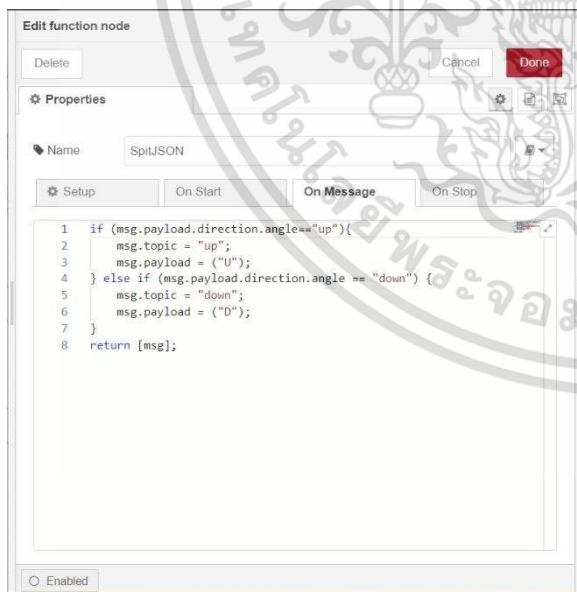 Edit function node
Delete Cancel Done
Properties
Name SpitJSON
Setup On Start On Message On Stop
1 if (msg.payload.direction.angle=="up"){
2 msg.topic = "up";
3 msg.payload = ("U");
4 } else if (msg.payload.direction.angle == "down") {
5 msg.topic = "down";
6 msg.payload = ("D");
7 }
8 return [msg];
Enabled